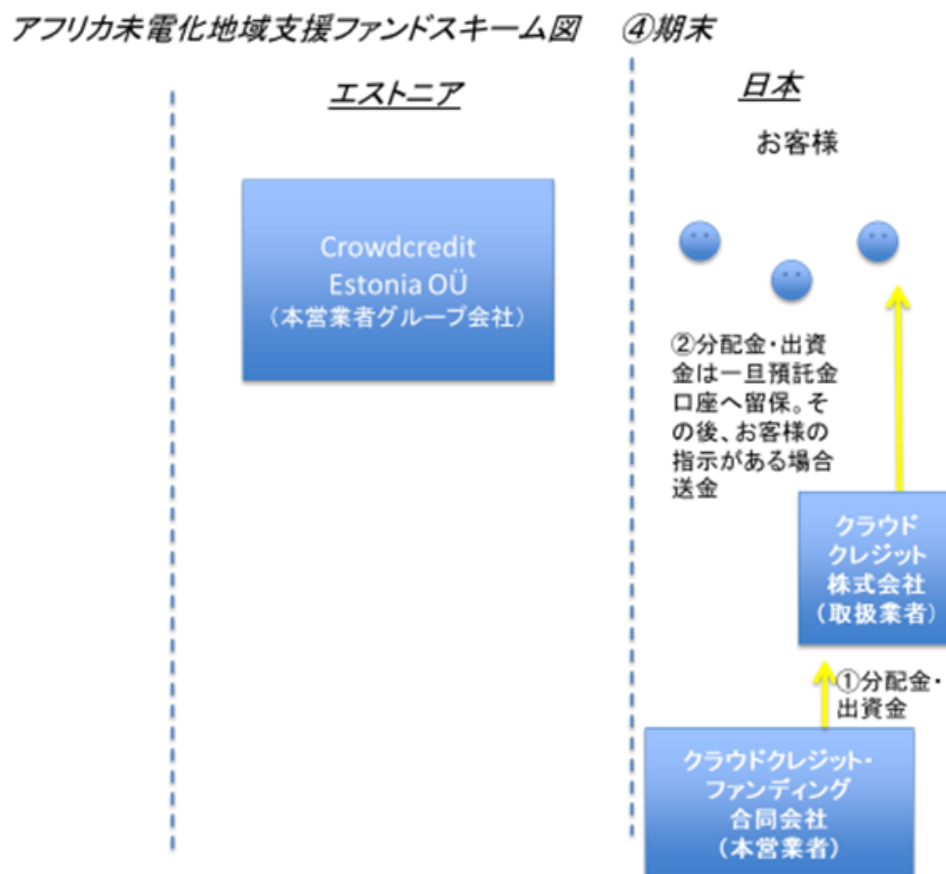 アフリカ未電化地域支援ファンドスキーム図 ④期末
エストニア
日本
お客様
Crowdcredit
Estonia OÜ
(本営業者グループ会社)
②分配金・出資
金は一旦預託金
口座へ留保。そ
の後、お客様の
指示がある場合
送金
クラウド
クレジット
株式会社
(取扱業者)
①分配金・
出資金
クラウドクレジット・
ファンディング
合同会社
(本営業者)